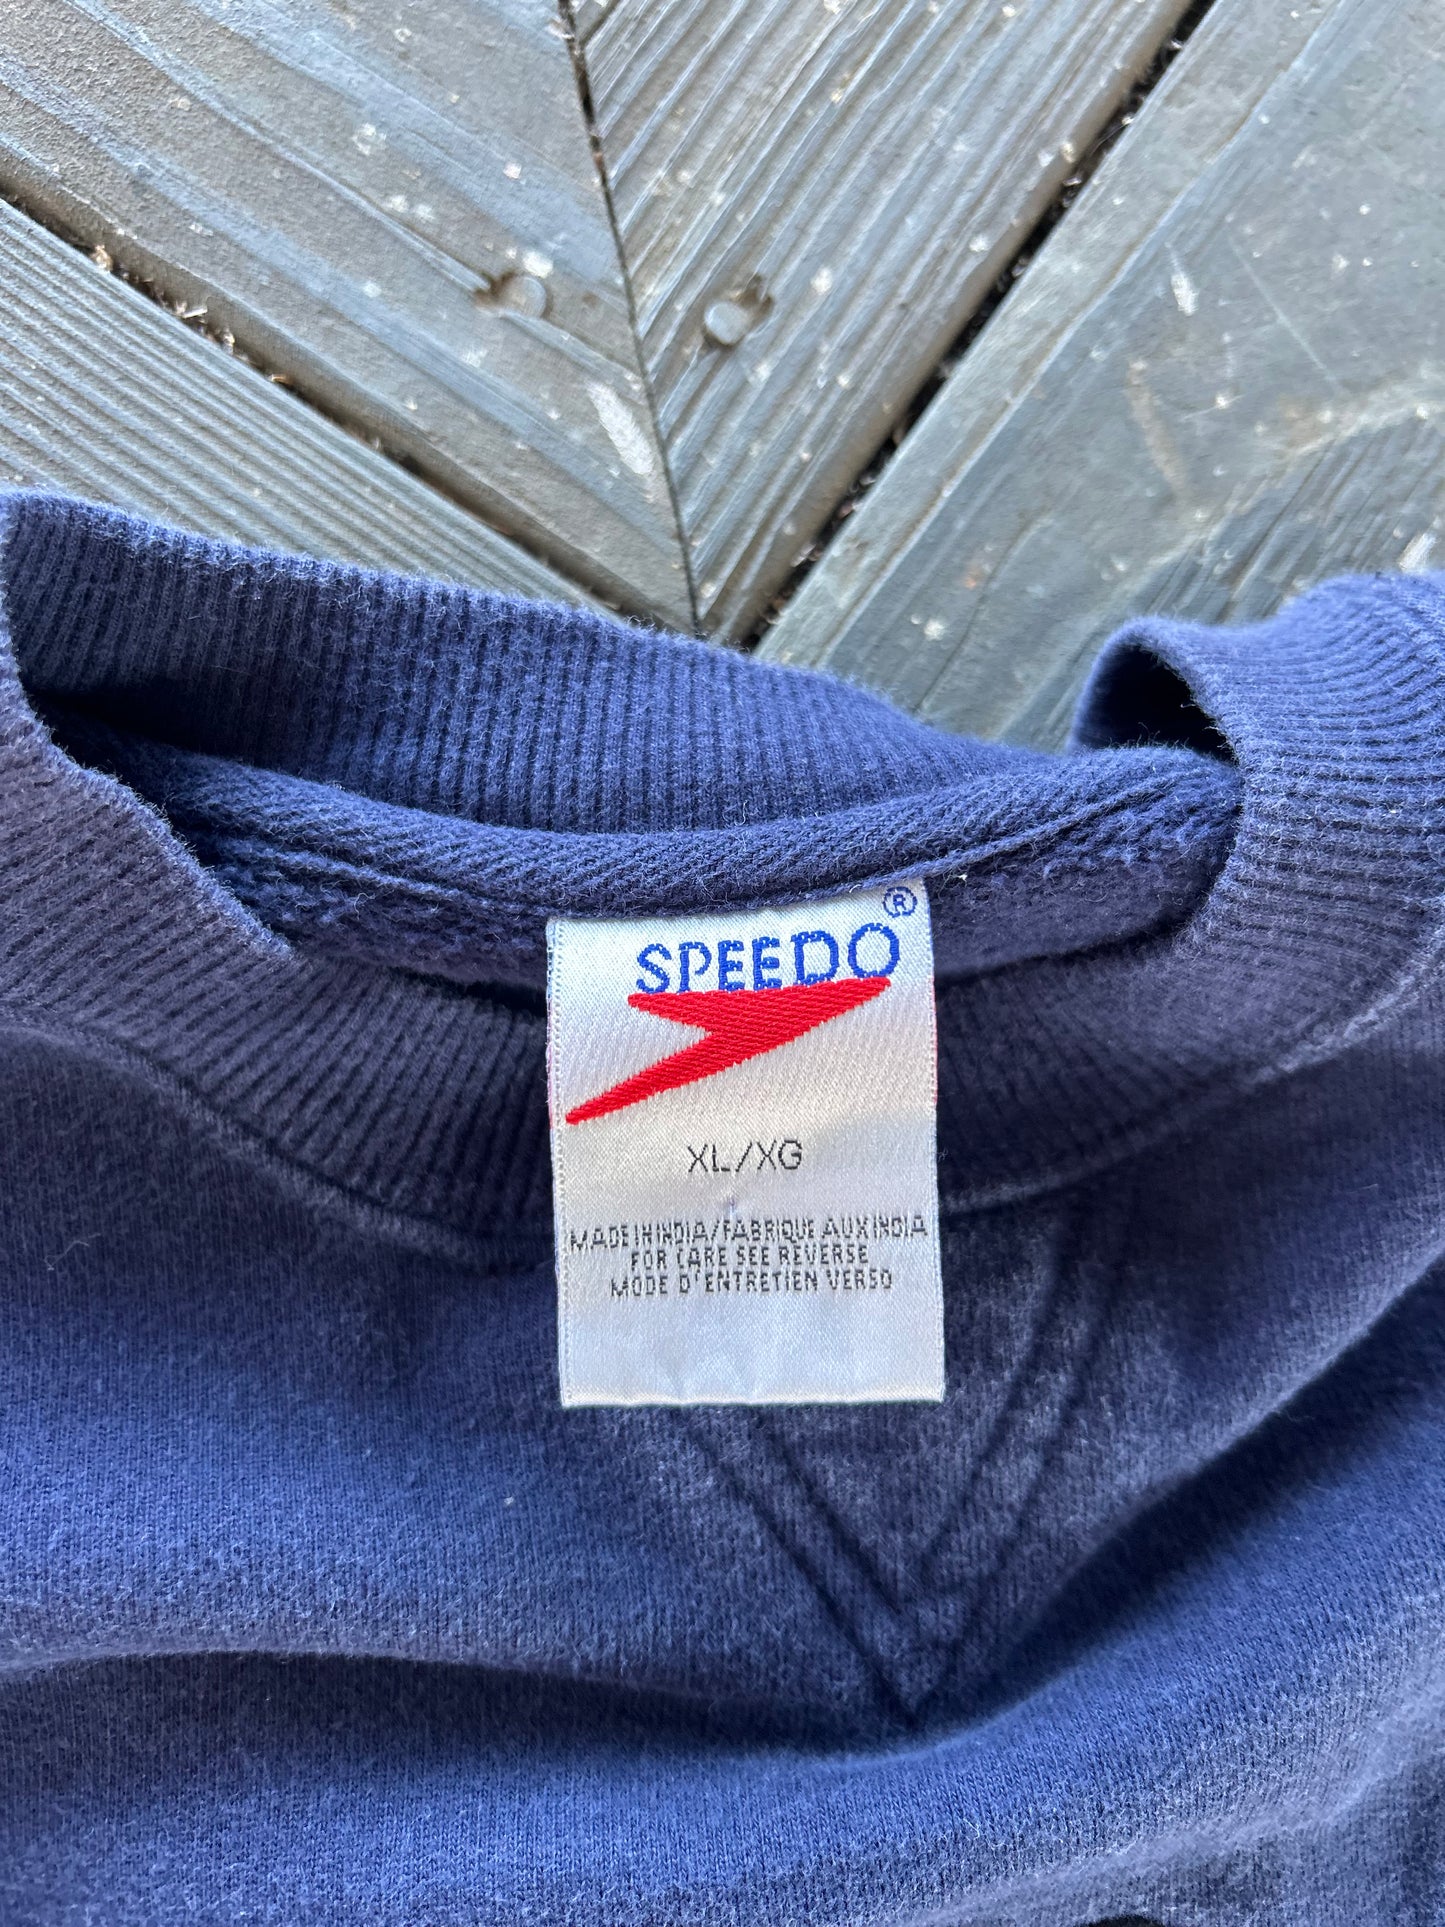 SPEEDO®
XL/XG
MADE IN INDIA/FABRIQUE AUX INDIA
FOR CARE SEE REVERSE
MODE D'ENTRETIEN VERSO